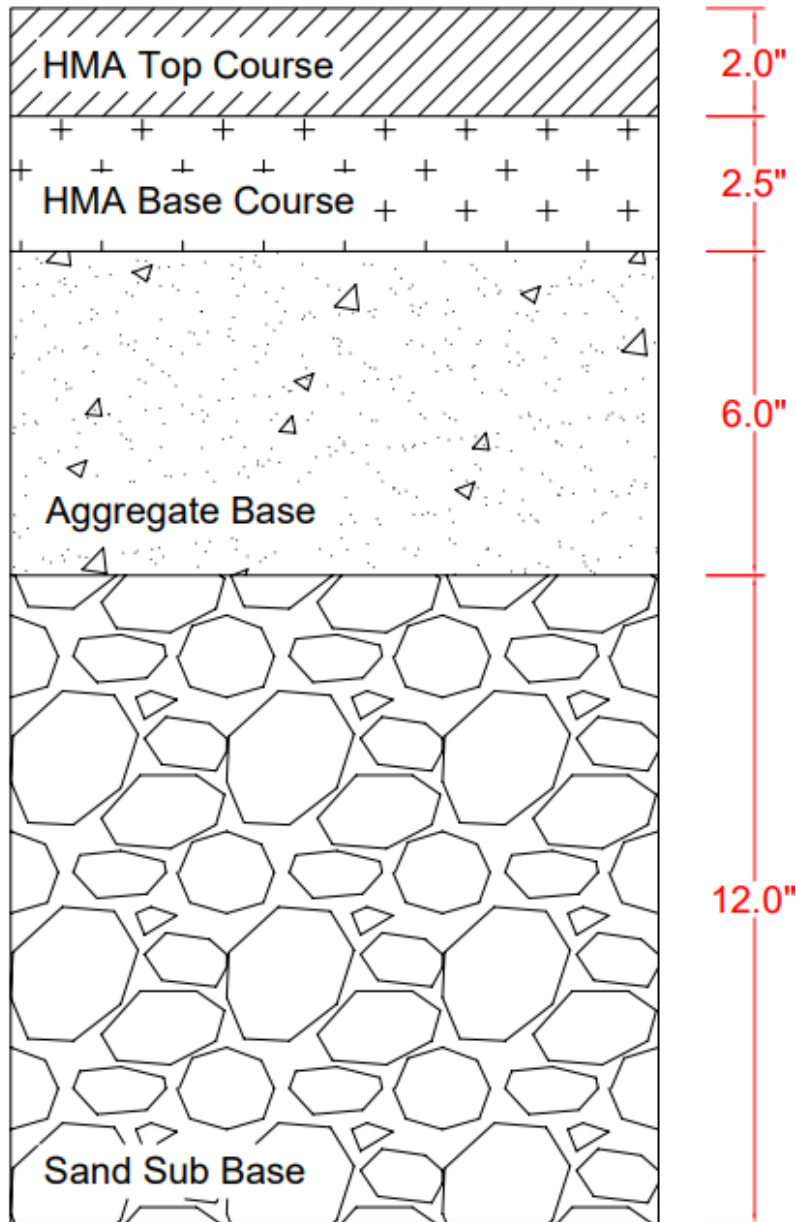 HMA Top Course
2.0"
HMA Base Course
2.5"
Aggregate Base
6.0"
Sand Sub Base
12.0"